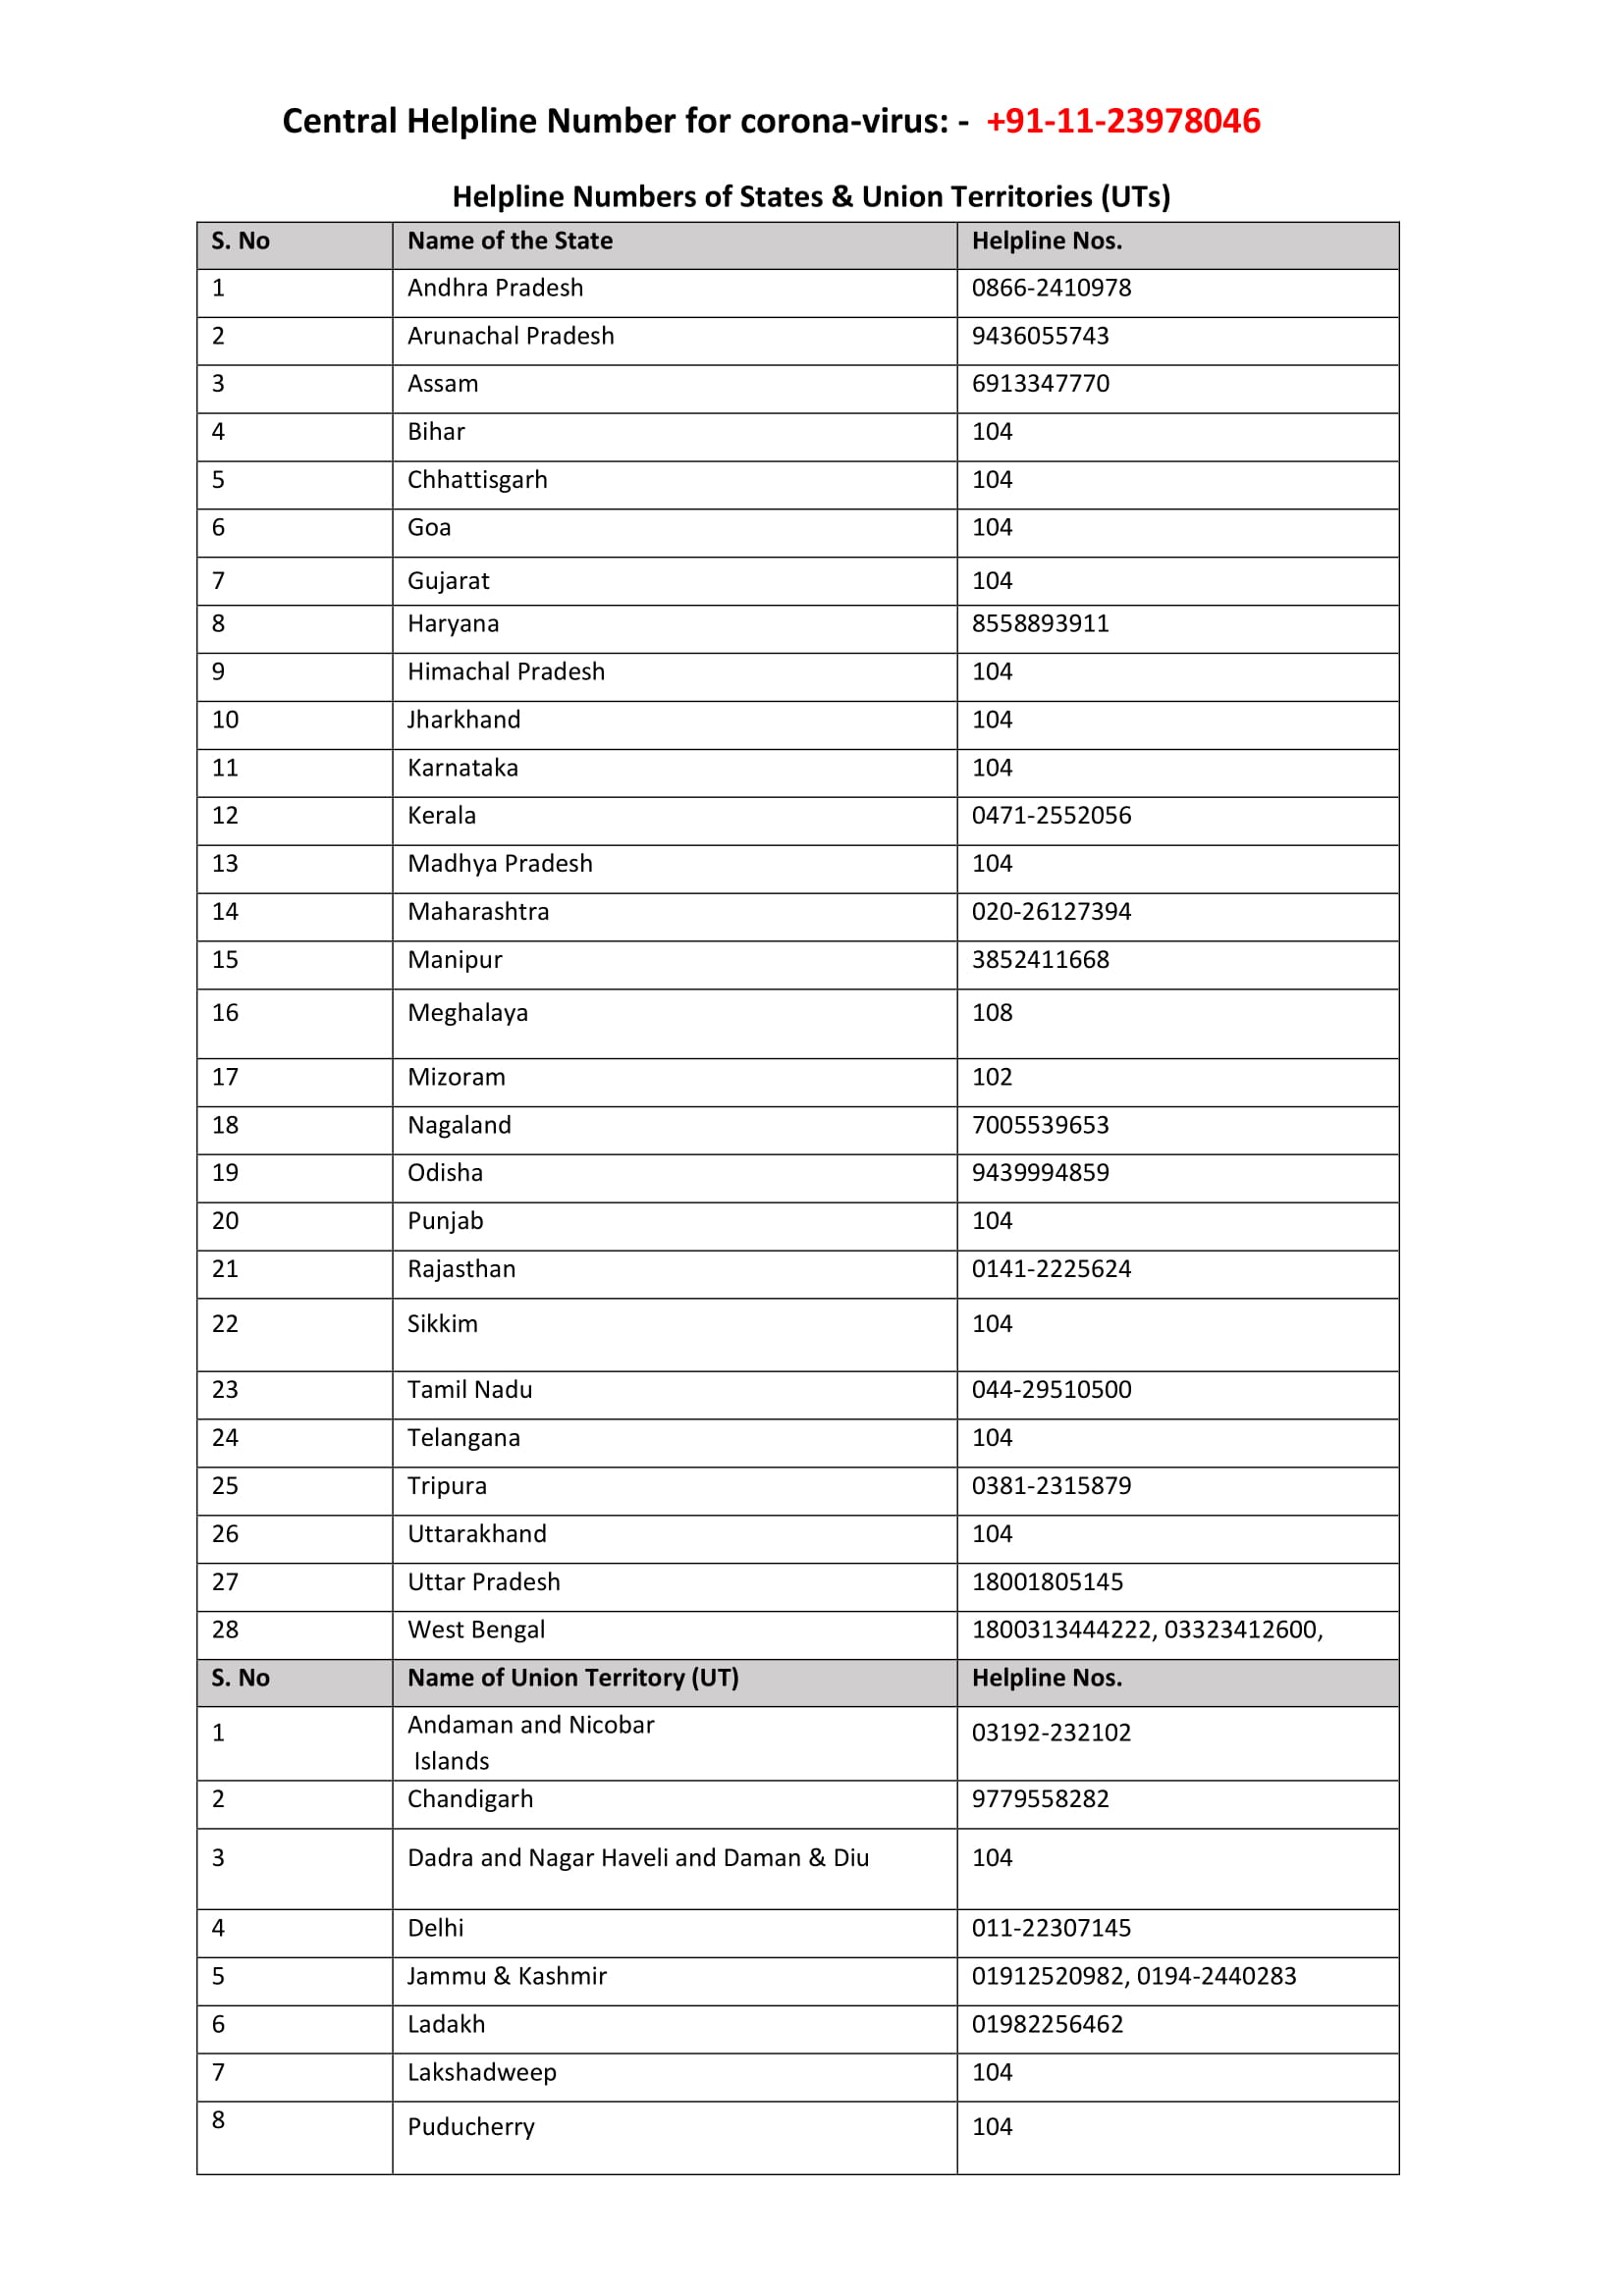 Central Helpline Number for corona-virus: - +91-11-23978046
Helpline Numbers of States & Union Territories (UTs)
S. No Name of the State Helpline Nos.
1 Andhra Pradesh 0866-2410978
2 Arunachal Pradesh 9436055743
3 Assam 6913347770
4 Bihar 104
5 Chhattisgarh 104
6 Goa 104
7 Gujarat 104
8 Haryana 8558893911
9 Himachal Pradesh 104
10 Jharkhand 104
11 Karnataka 104
12 Kerala 0471-2552056
13 Madhya Pradesh 104
14 Maharashtra 020-26127394
15 Manipur 3852411668
16 Meghalaya 108
17 Mizoram 102
18 Nagaland 7005539653
19 Odisha 9439994859
20 Punjab 104
21 Rajasthan 0141-2225624
22 Sikkim 104
23 Tamil Nadu 044-29510500
24 Telangana 104
25 Tripura 0381-2315879
26 Uttarakhand 104
27 Uttar Pradesh 18001805145
28 West Bengal 1800313444222, 03323412600,
S. No Name of Union Territory (UT) Helpline Nos.
1 Andaman and Nicobar 03192-232102
Islands
2 Chandigarh 9779558282
3 Dadra and Nagar Haveli and Daman & Diu 104
4 Delhi 011-22307145
5 Jammu & Kashmir 01912520982, 0194-2440283
6 Ladakh 01982256462
7 Lakshadweep 104
8 Puducherry 104